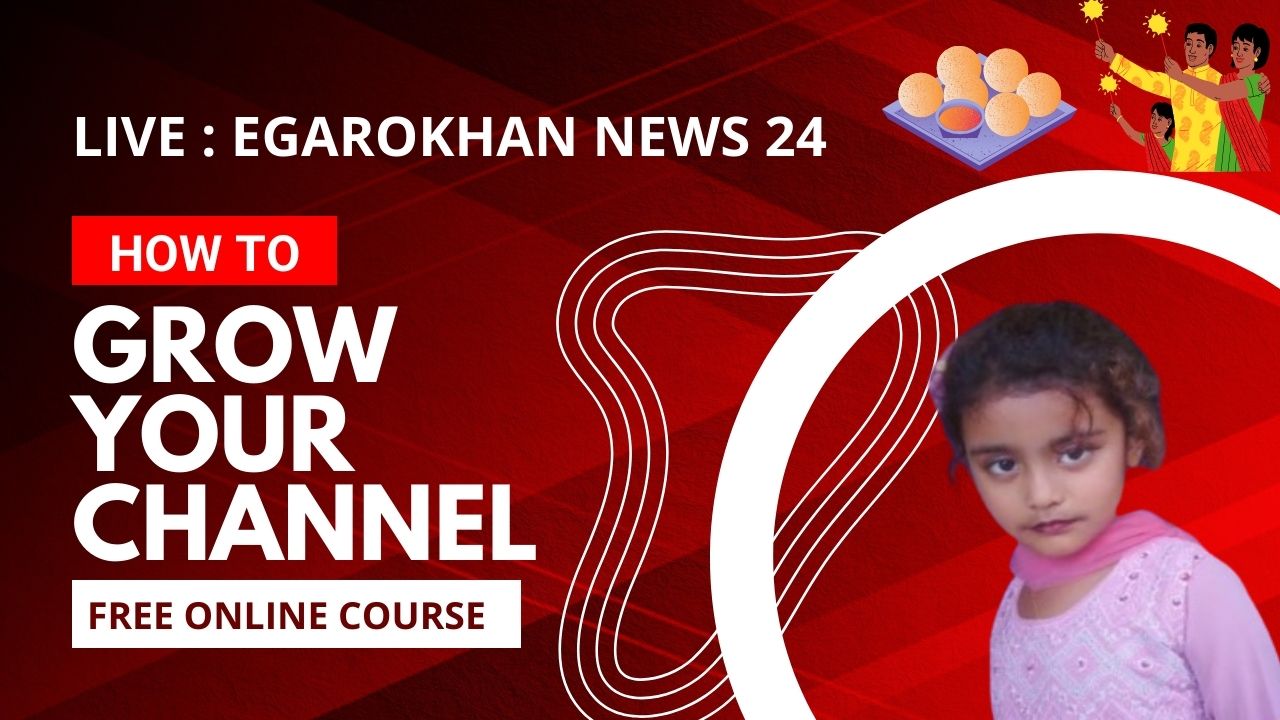 LIVE : EGAROKHAN NEWS 24
HOW TO
GROW
YOUR
CHANNEL
FREE ONLINE COURSE